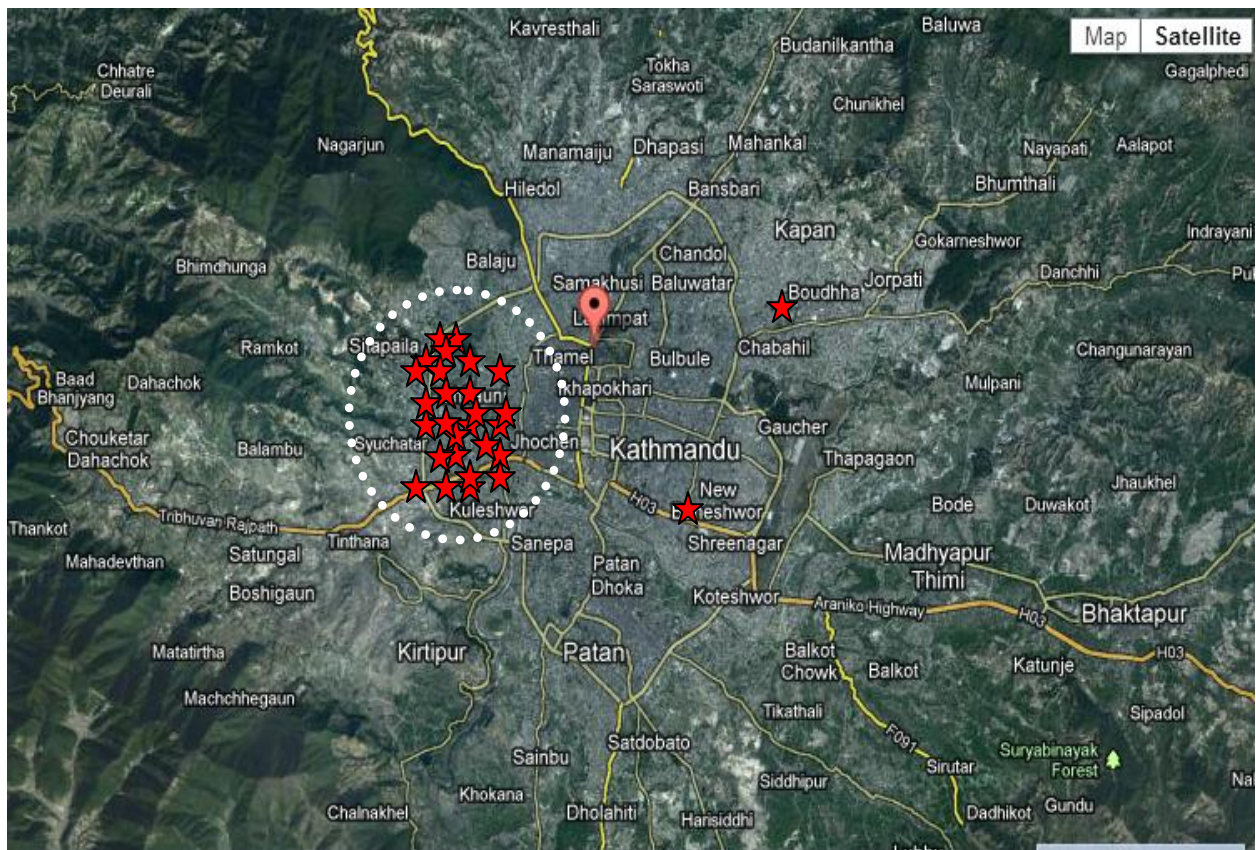 Kavresthali
Baluwa
Map
Satellite
Budanilkantha
Chhatre
Deurali
Tokha
Saraswoti
Gagalphedi
Chunikhel
Nagarjun
Manamaiju
Dhapasi
Mahankal
Nayapati
Aalapot
Hiledol
Bansbari
Bhumthali
Kapan
Indrayani
Gokarneshwor
Balaju
Chandol
Bhimdhunga
Danchhi
Samakhusi
Baluwatar
Jorpati
Boudhha
Ramkot
Sitapaila
Thamel
Bulbule
Chabahil
Changunarayan
Baad
Bhanjyang
Dahachok
Mulpani
Chouketar
Dahachok
Balambu
Syuchatar
Jhochen
Kathmandu
Gaucher
Thapagaon
Jhaukhel
H03
New
Bode
Duwakot
Kuleshwor
Thankot
Tribhuvan Rajpath
Tinthana
Sanepa
Shreenagar
Mahadevthan
Satungal
Madhyapur
Thimi
Patan
Dhoka
Boshigaun
Koteshwor
Araniko Highway
H03
Bhaktapur
Matatirtha
Kirtipur
Patan
Balkot
Chowk
Balkot
Katunje
H03
Machchhegaun
Tikathali
Sipadol
F091
Sainbu
Satdobato
Suryabinayak
Forest
Sirutar
Siddhipur
Khokana
Chalnakhel
Dholahiti
Harisiddhi
Dadhikot
Gundu